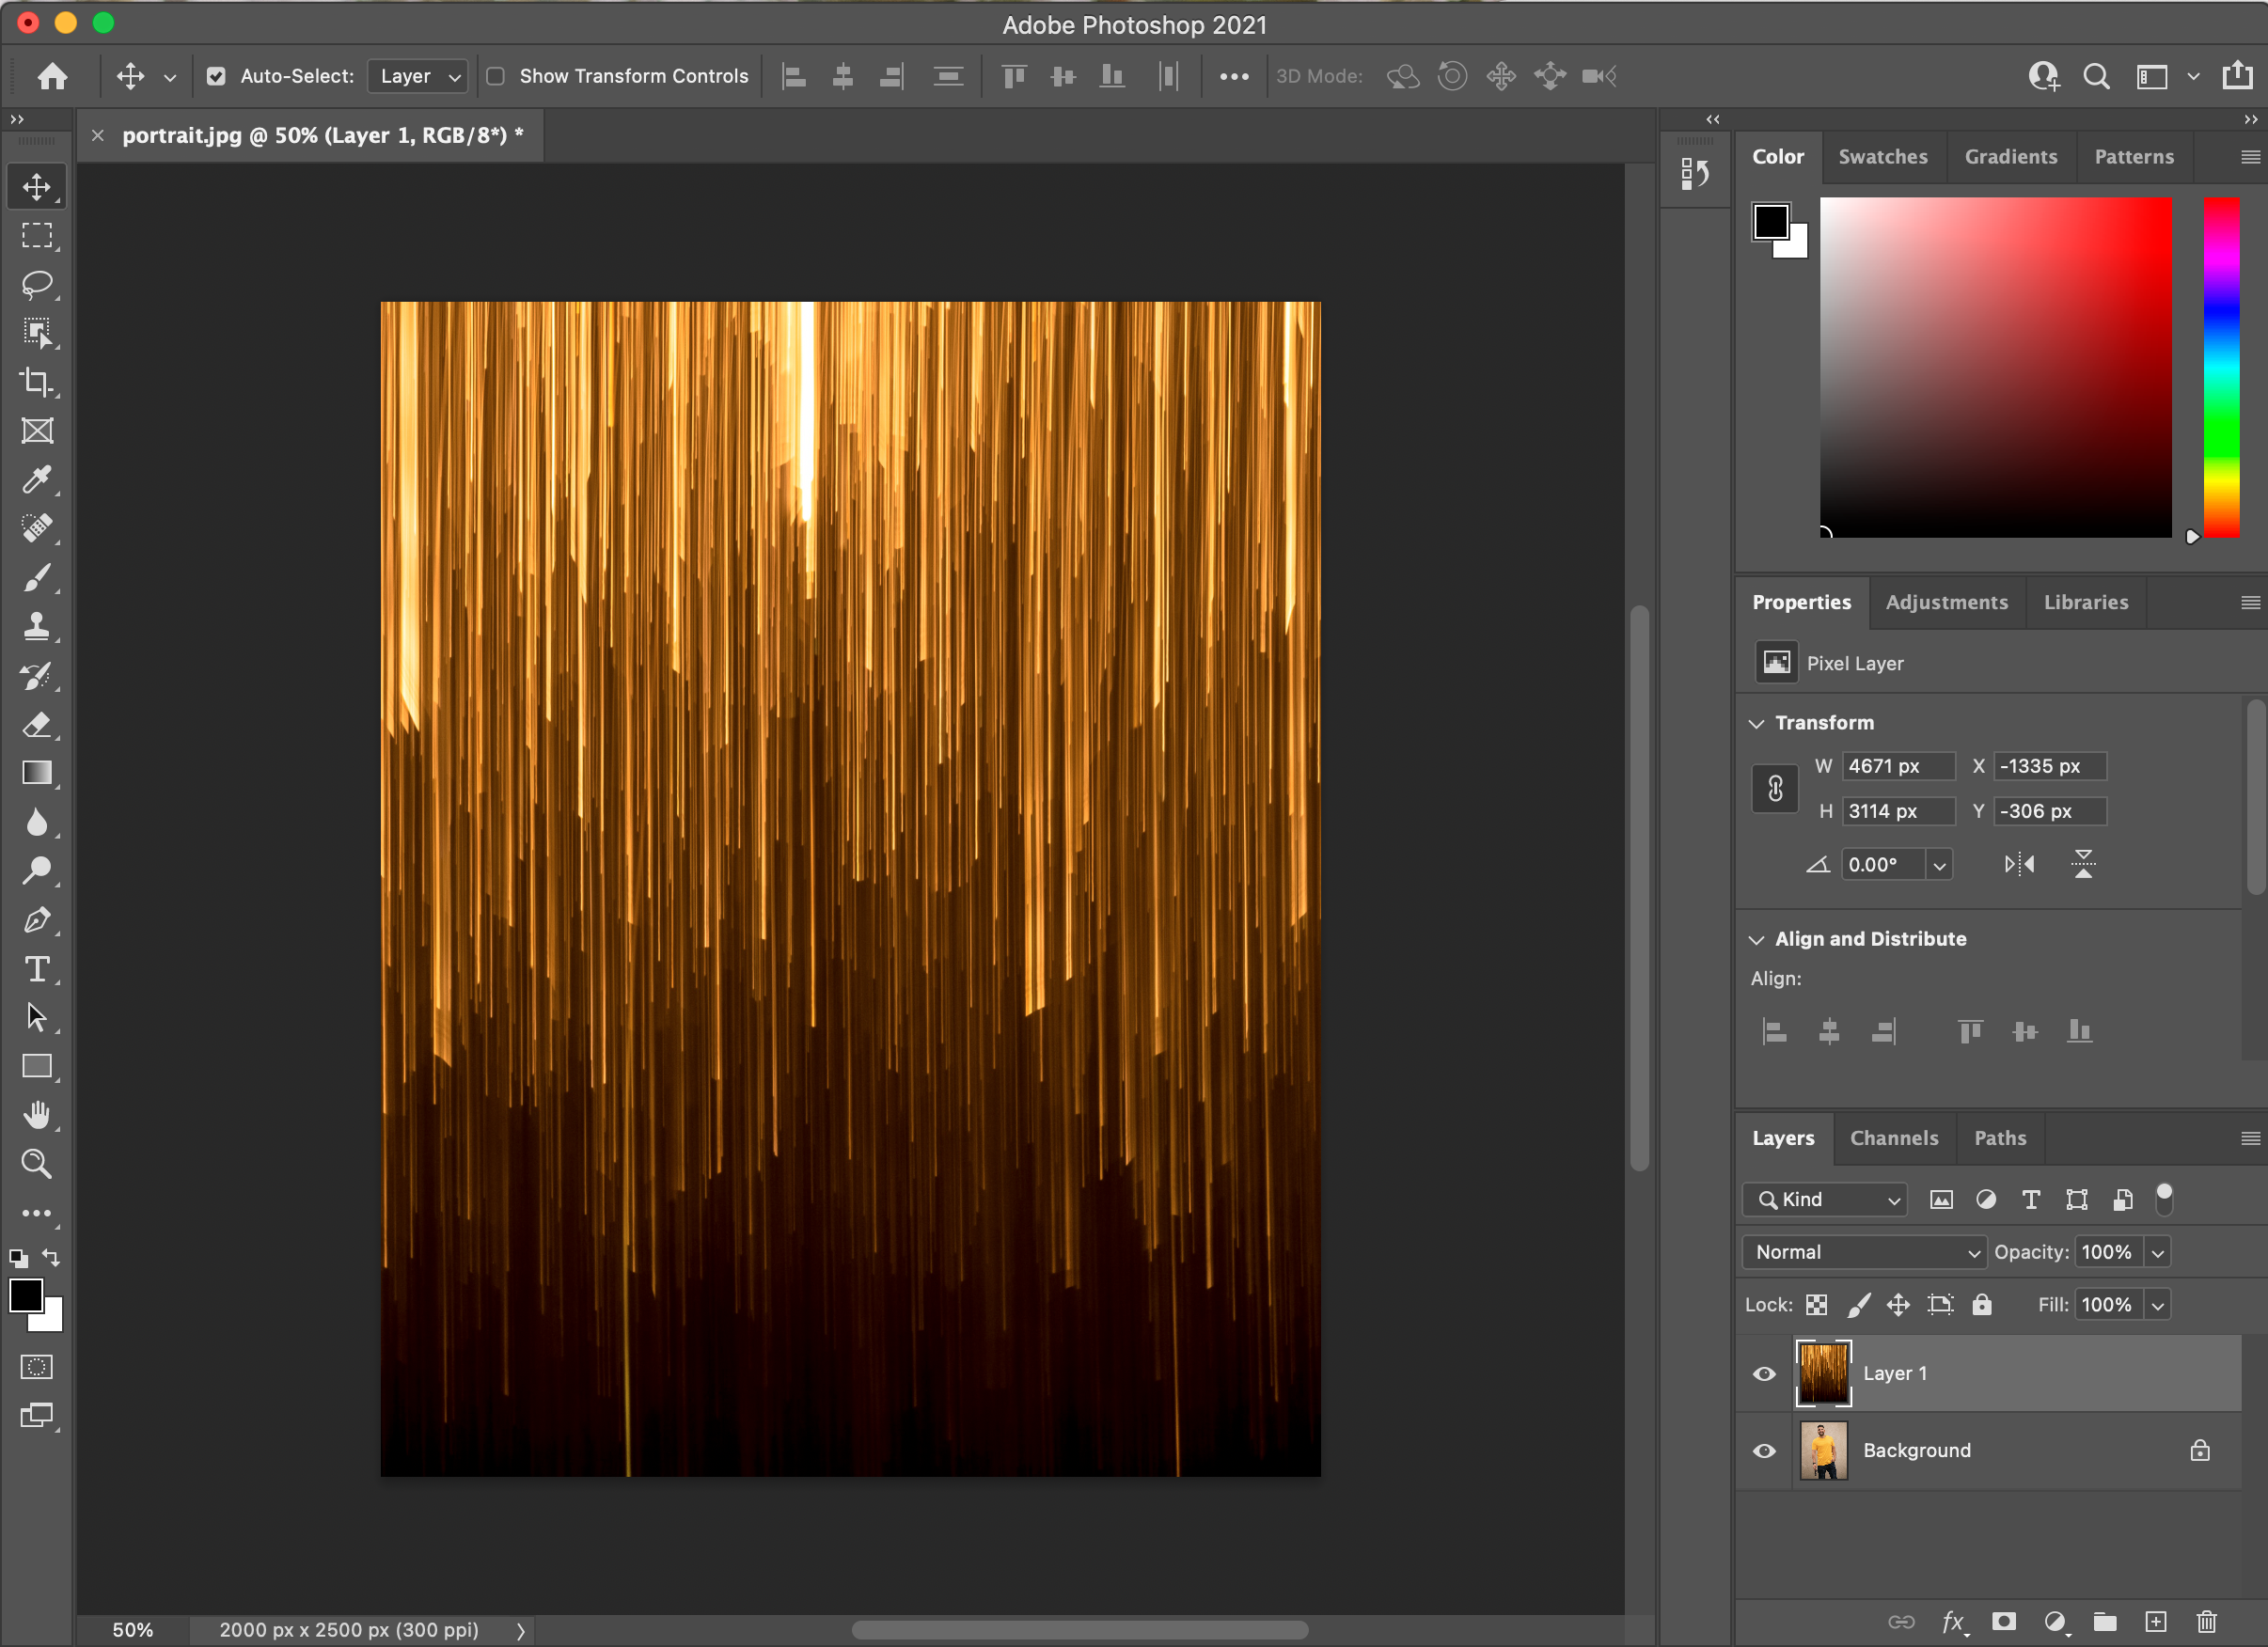 Adobe Photoshop 2021
Auto-Select: Layer Show Transform Controls 3D Mode:
portrait.jpg @ 50% (Layer 1, RGB/8*) *
Color Swatches Gradients Patterns
Properties Adjustments Libraries
Pixel Layer
Transform
W 4671 px X -1335 px
H 3114 px Y -306 px
0.00°
Align and Distribute
Align:
Layers Channels Paths
Kind
Normal Opacity: 100%
Lock: Fill: 100%
Layer 1
Background
fx
50% 2000 px x 2500 px (300 ppi)